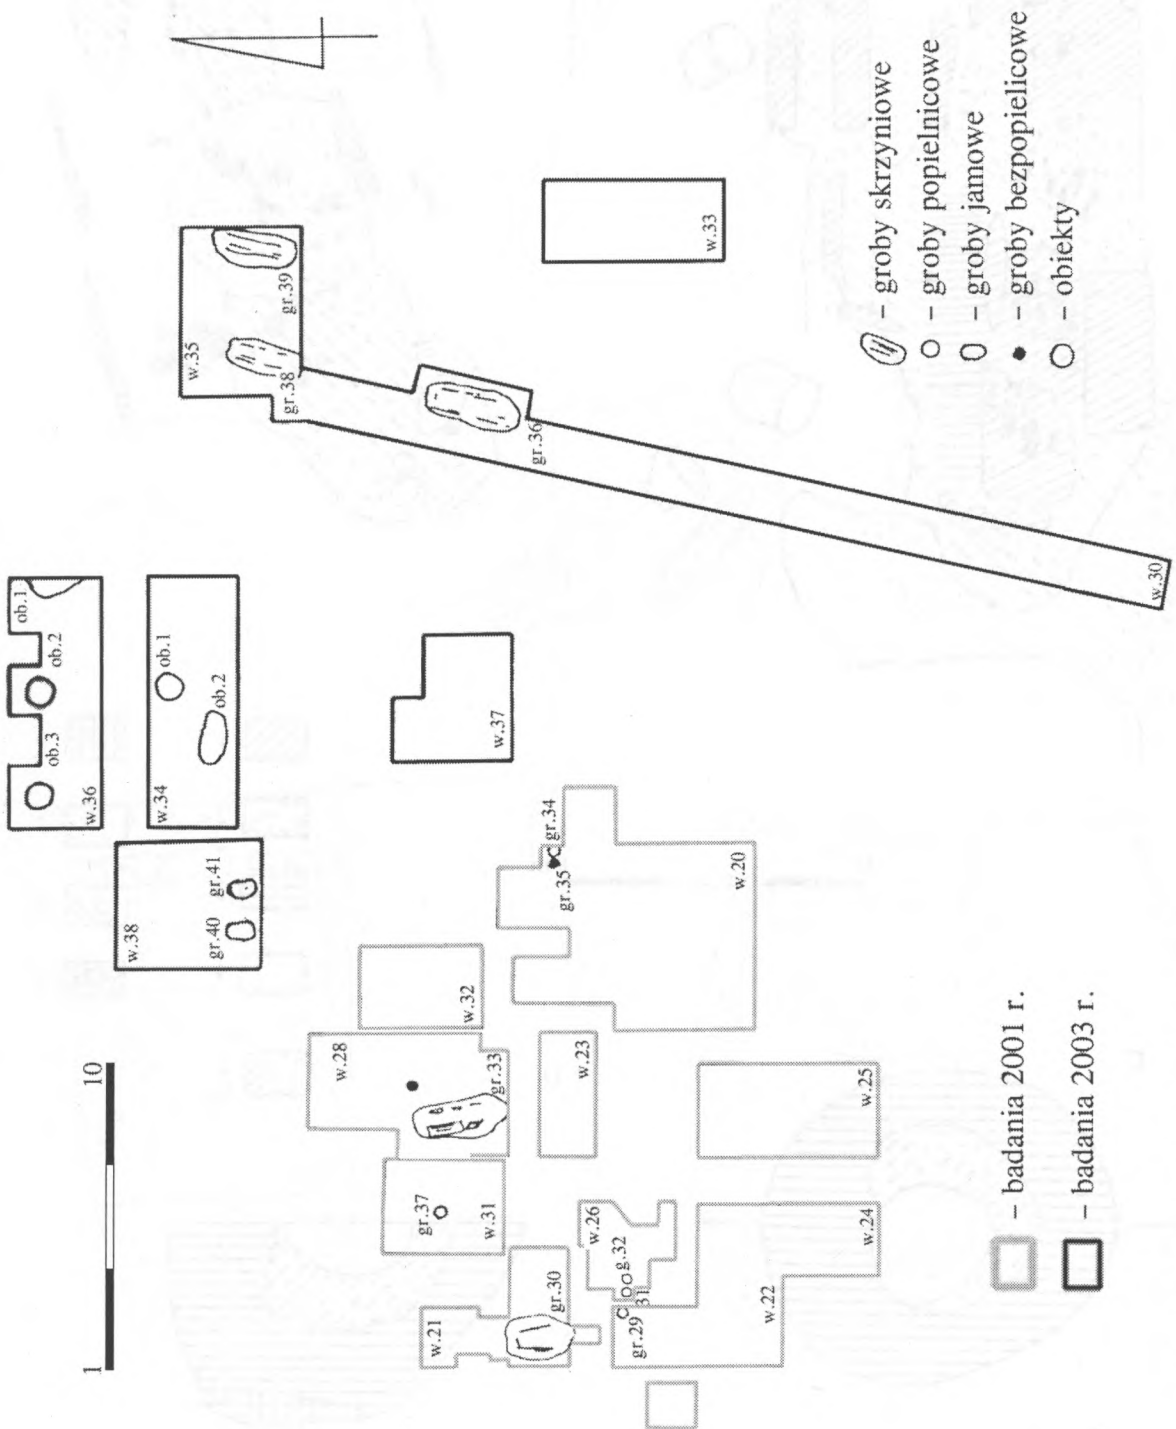 1
10
w.36
ob.3
ob.2
ob.1
w.34
ob.2
ob.1
w.38
gr.40
gr.41
w.35
gr.38
gr.39
gr.36
w.30
w.33
w.37
w.28
gr.33
w.32
gr.37
w.31
w.21
gr.30
w.23
w.26
g.32
31
gr.29
w.22
w.24
w.25
gr.34
gr.35
w.20
– groby skrzyniowe
– groby popielnicowe
– groby jamowe
– groby bezpopielicowe
– obiekty
– badania 2001 r.
– badania 2003 r.